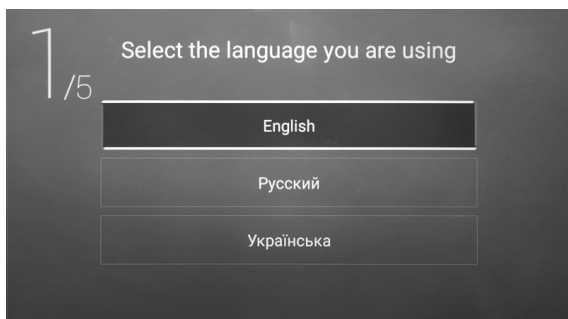 1/5
Select the language you are using
English
Русский
Українська